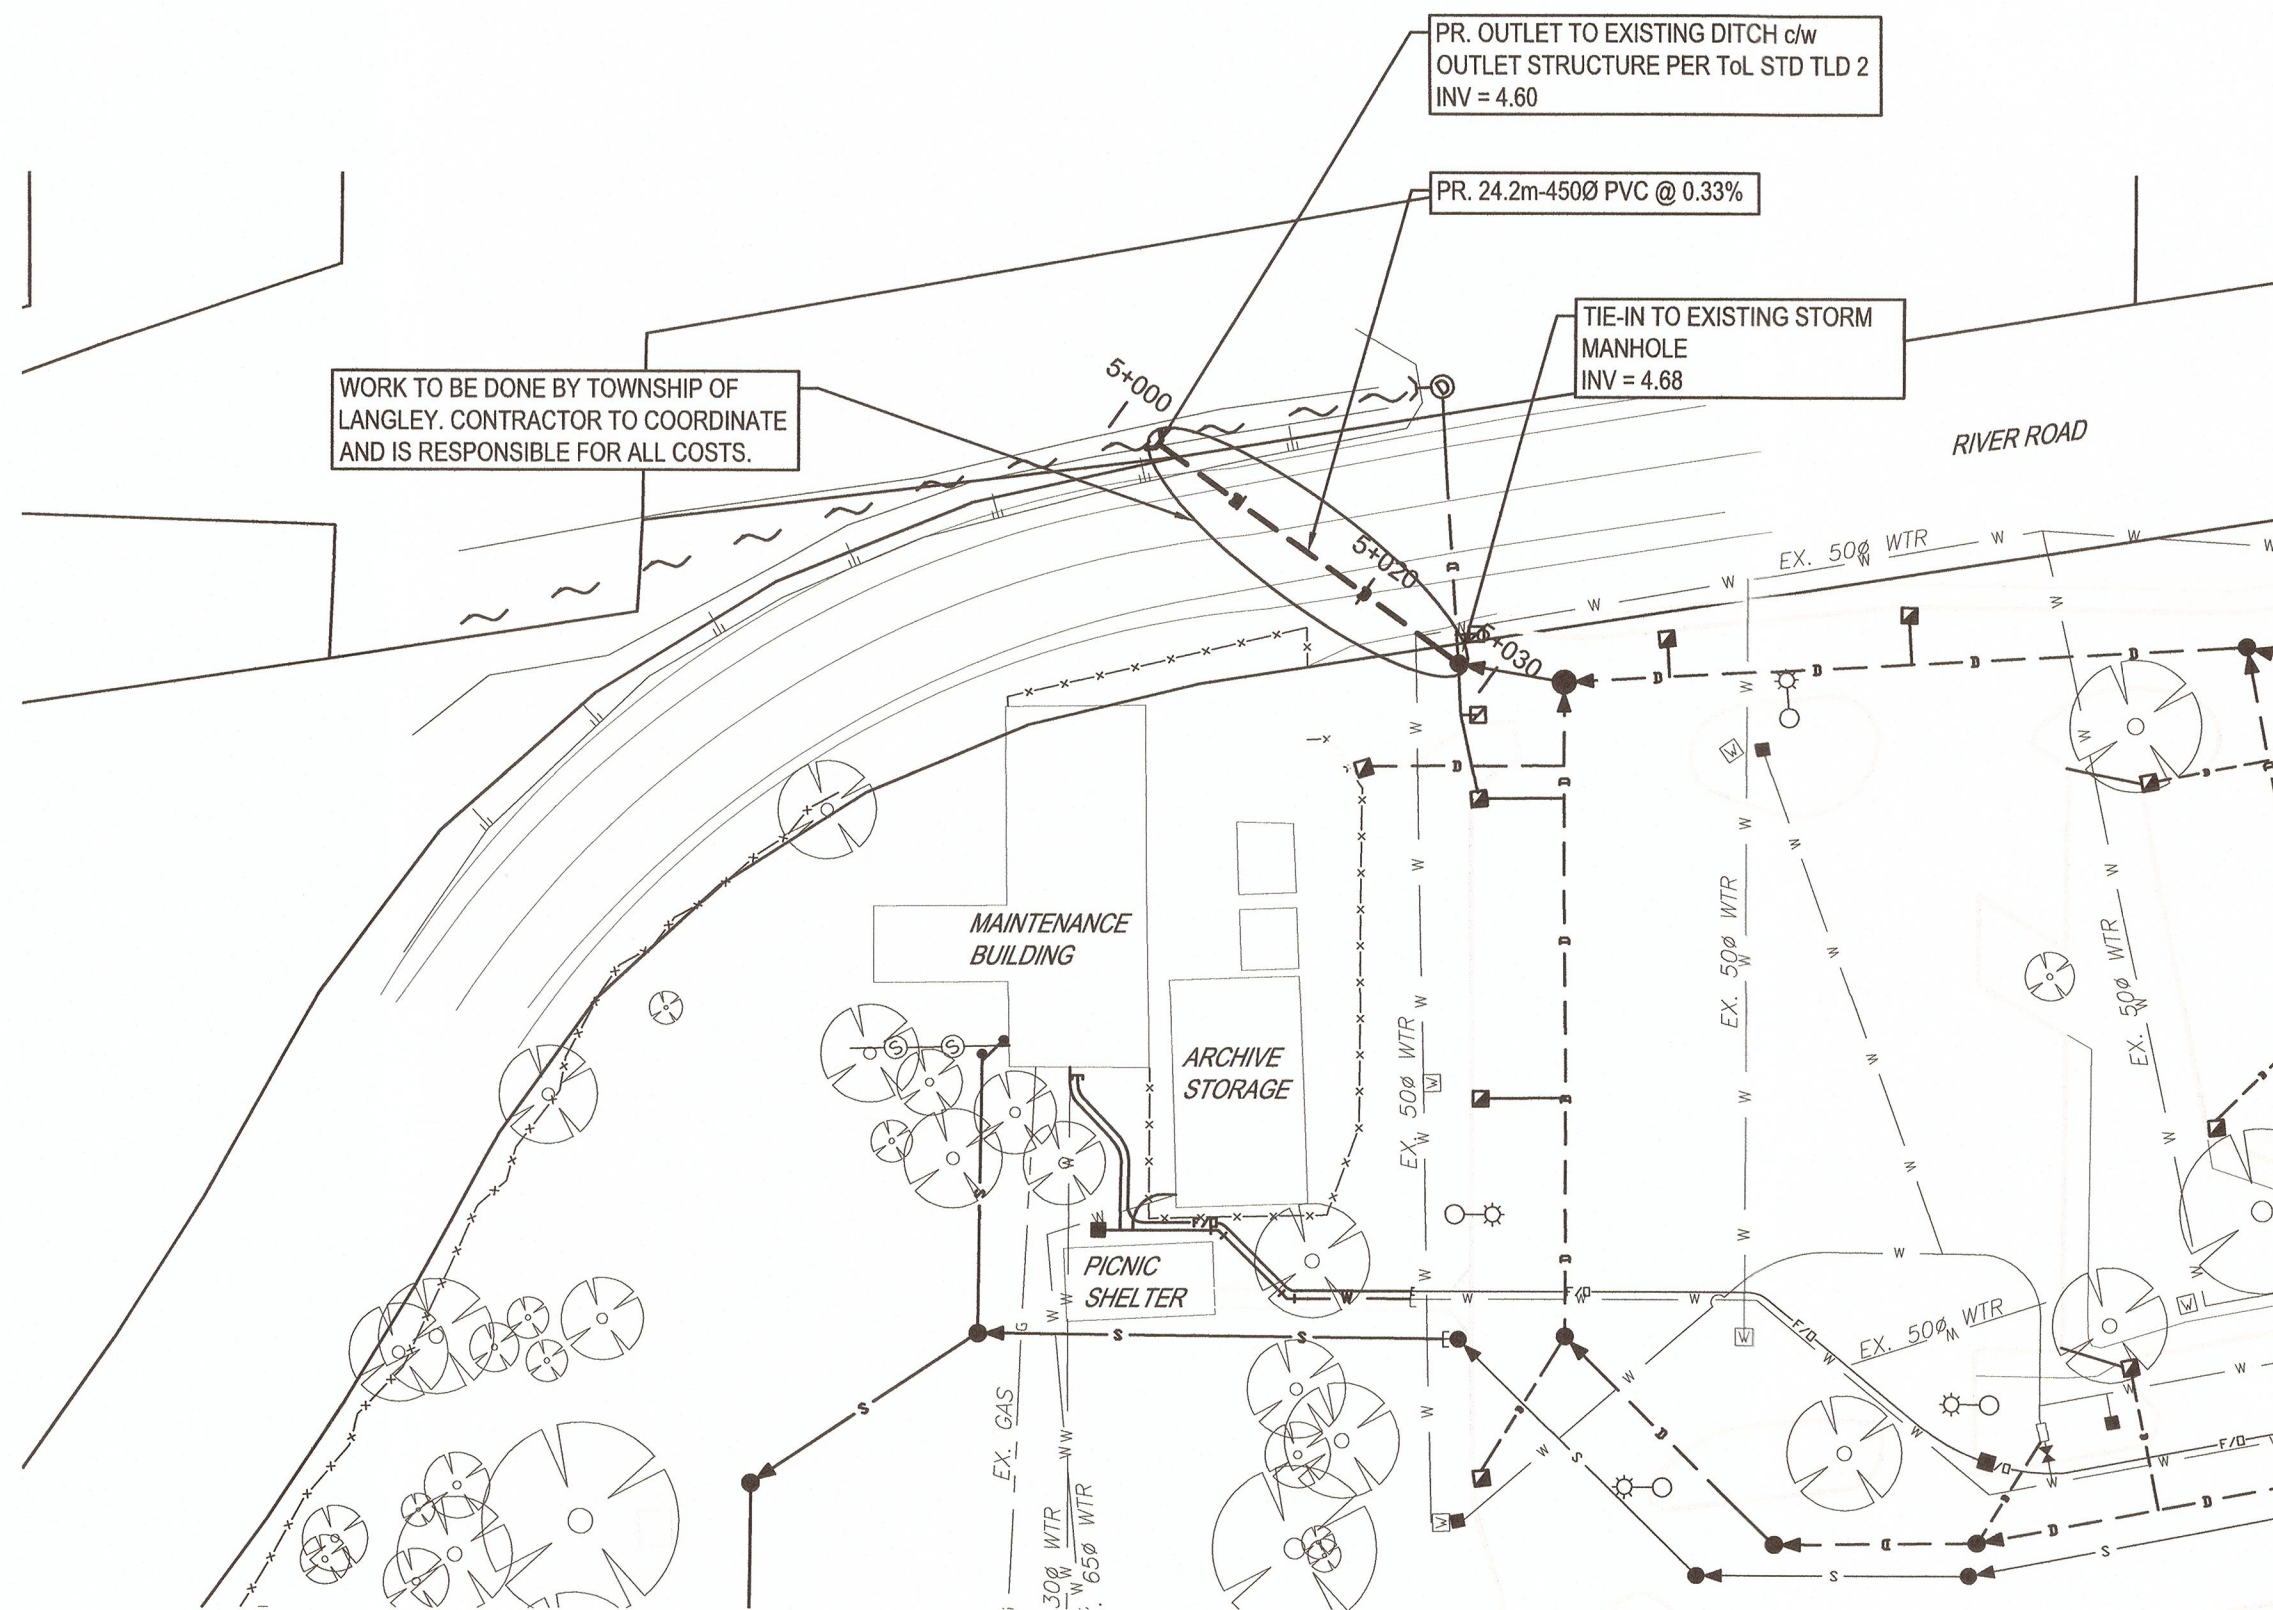 PR. OUTLET TO EXISTING DITCH c/w
OUTLET STRUCTURE PER ToL STD TLD 2
INV = 4.60
PR. 24.2m-450Ø PVC @ 0.33%
TIE-IN TO EXISTING STORM
MANHOLE
INV = 4.68
WORK TO BE DONE BY TOWNSHIP OF
LANGLEY. CONTRACTOR TO COORDINATE
AND IS RESPONSIBLE FOR ALL COSTS.
5+000
D
RIVER ROAD
5+020
EX. 50Ø WTR
5+030
MAINTENANCE
BUILDING
EX. 50Ø WTR
EX. 50Ø WTR
EX. 50Ø WTR
S S
ARCHIVE
STORAGE
F/O
PICNIC
SHELTER
F/O
F/O
EX. 50Ø WTR
S S
S
EX. GAS
F/O
30Ø WTR
65Ø WTR
D
S
S